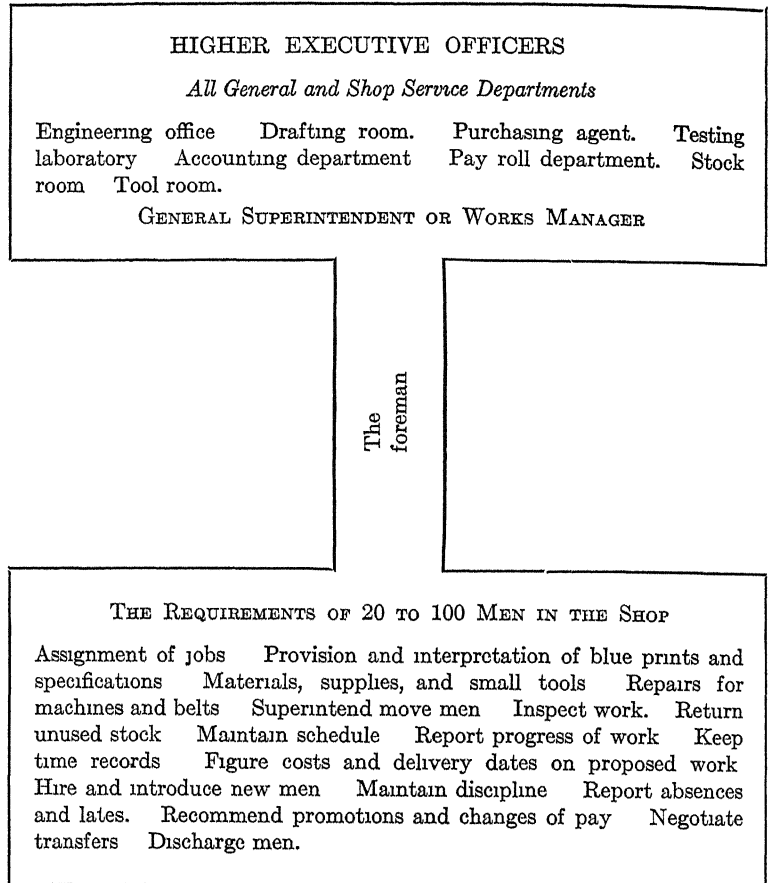 HIGHER EXECUTIVE OFFICERS
All General and Shop Service Departments
Engineering office Drafting room. Purchasing agent. Testing
laboratory Accounting department Pay roll department. Stock
room Tool room.
GENERAL SUPERINTENDENT OR WORKS MANAGER
The
foreman
THE REQUIREMENTS OF 20 TO 100 MEN IN THE SHOP
Assignment of jobs Provision and interpretation of blue prints and
specifications Materials, supplies, and small tools Repairs for
machines and belts Superintend move men Inspect work. Return
unused stock Maintain schedule Report progress of work Keep
time records Figure costs and delivery dates on proposed work
Hire and introduce new men Maintain discipline Report absences
and lates. Recommend promotions and changes of pay Negotiate
transfers Discharge men.